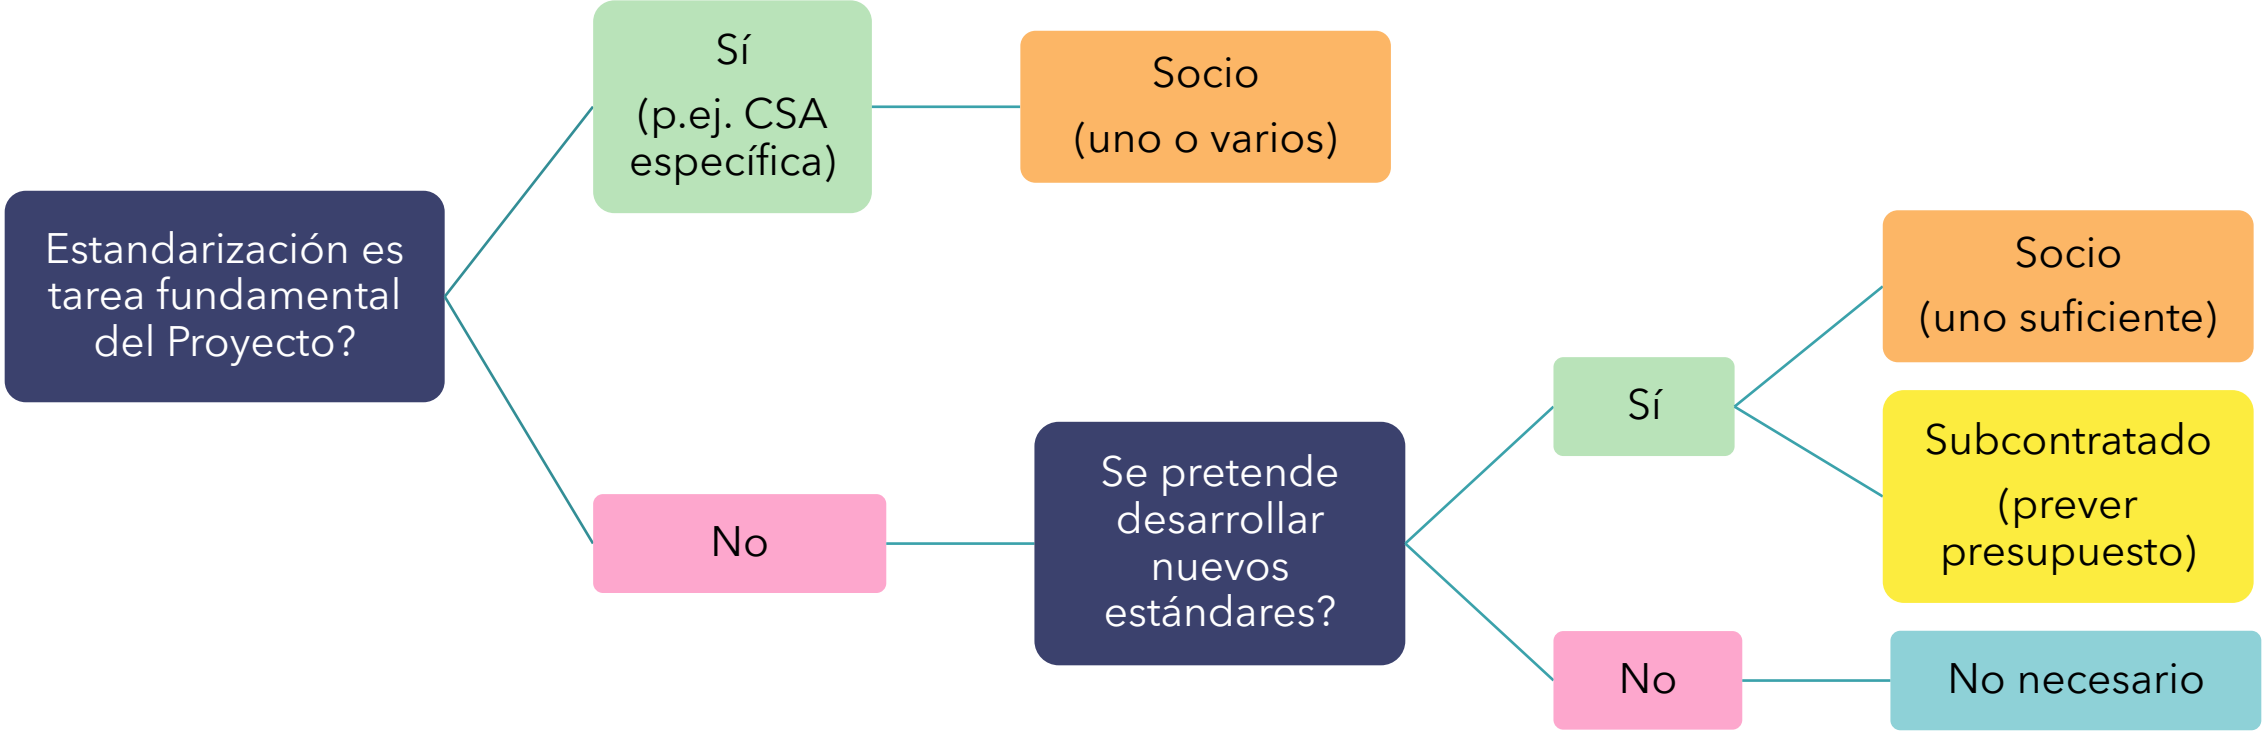 Estandarización es
tarea fundamental
del Proyecto?
Sí
(p.ej. CSA
específica)
Socio
(uno o varios)
No
Se pretende
desarrollar
nuevos
estándares?
Sí
Socio
(uno suficiente)
Subcontratado
(prever
presupuesto)
No
No necesario